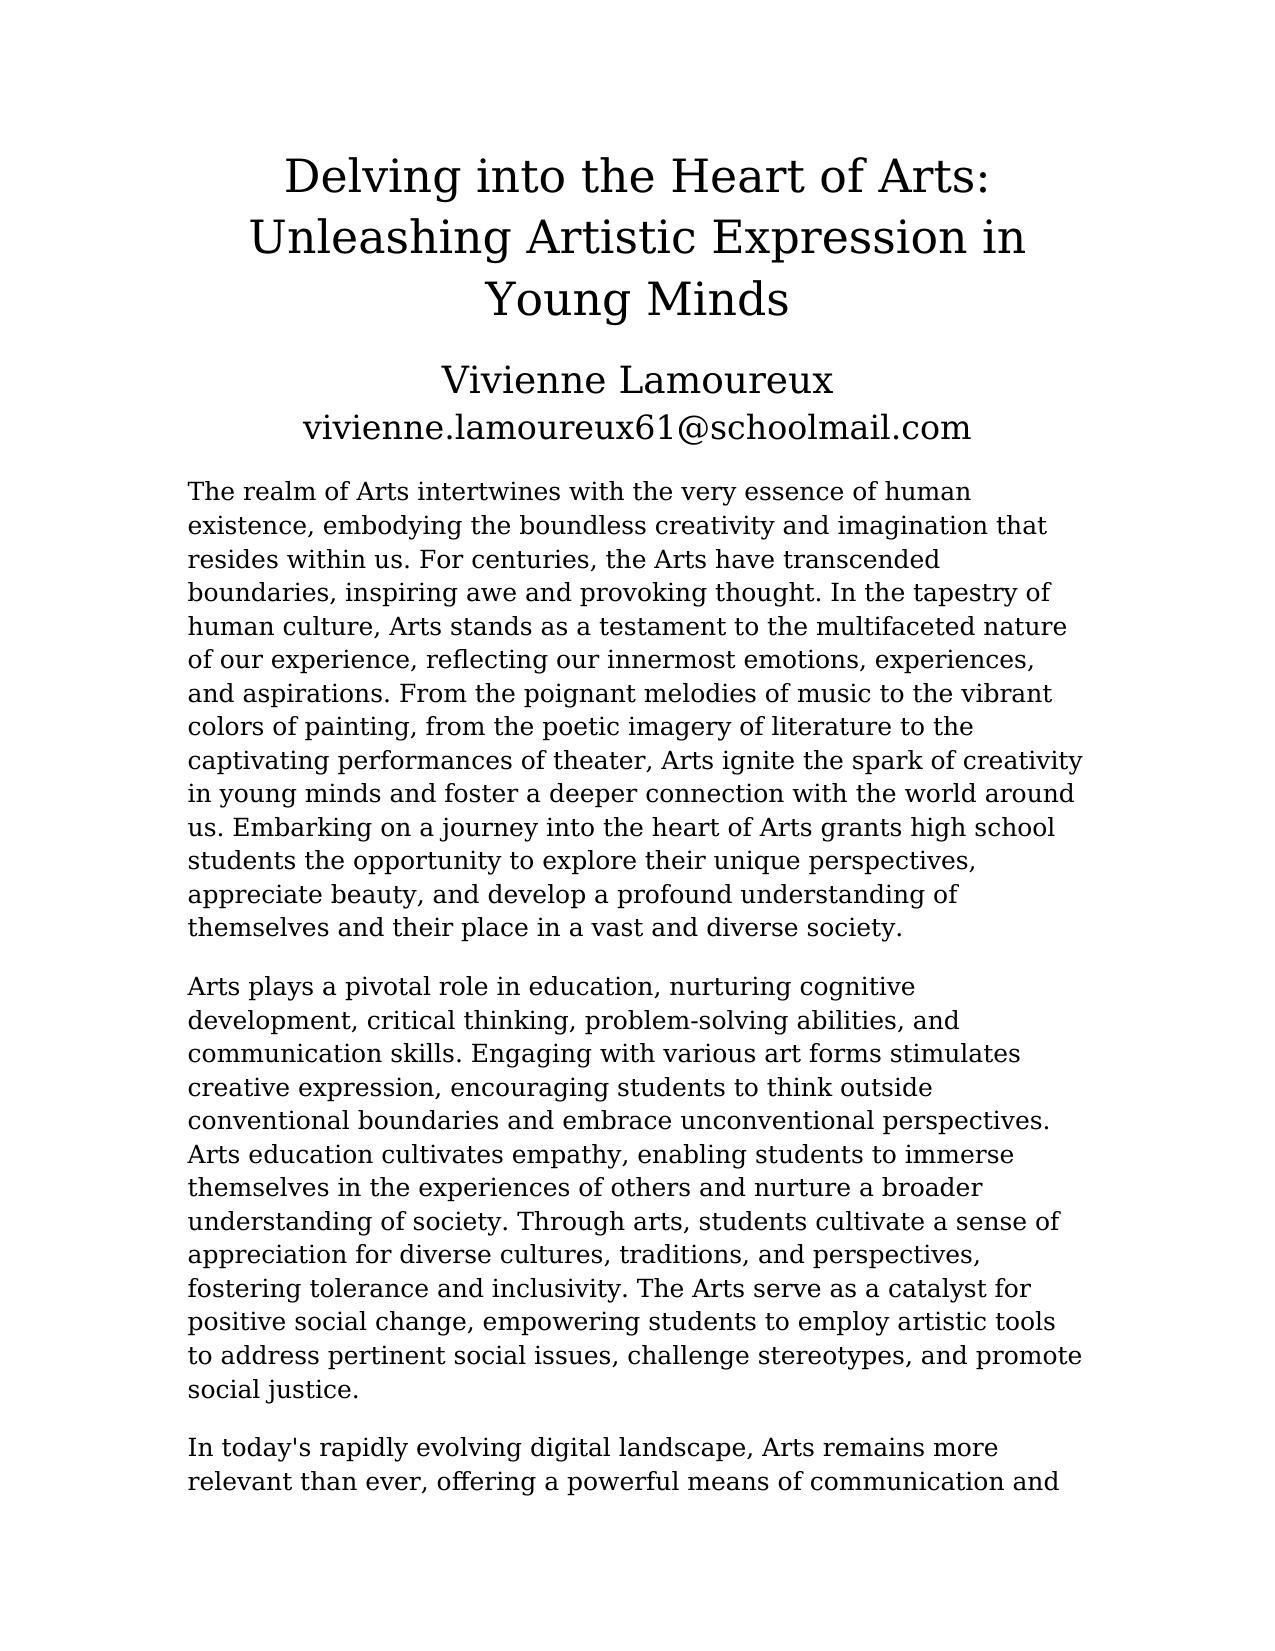 Delving into the Heart of Arts:
Unleashing Artistic Expression in
Young Minds
Vivienne Lamoureux
vivienne.lamoureux61@schoolmail.com
The realm of Arts intertwines with the very essence of human
existence, embodying the boundless creativity and imagination that
resides within us. For centuries, the Arts have transcended
boundaries, inspiring awe and provoking thought. In the tapestry of
human culture, Arts stands as a testament to the multifaceted nature
of our experience, reflecting our innermost emotions, experiences,
and aspirations. From the poignant melodies of music to the vibrant
colors of painting, from the poetic imagery of literature to the
captivating performances of theater, Arts ignite the spark of creativity
in young minds and foster a deeper connection with the world around
us. Embarking on a journey into the heart of Arts grants high school
students the opportunity to explore their unique perspectives,
appreciate beauty, and develop a profound understanding of
themselves and their place in a vast and diverse society.
Arts plays a pivotal role in education, nurturing cognitive
development, critical thinking, problem-solving abilities, and
communication skills. Engaging with various art forms stimulates
creative expression, encouraging students to think outside
conventional boundaries and embrace unconventional perspectives.
Arts education cultivates empathy, enabling students to immerse
themselves in the experiences of others and nurture a broader
understanding of society. Through arts, students cultivate a sense of
appreciation for diverse cultures, traditions, and perspectives,
fostering tolerance and inclusivity. The Arts serve as a catalyst for
positive social change, empowering students to employ artistic tools
to address pertinent social issues, challenge stereotypes, and promote
social justice.
In today's rapidly evolving digital landscape, Arts remains more
relevant than ever, offering a powerful means of communication and